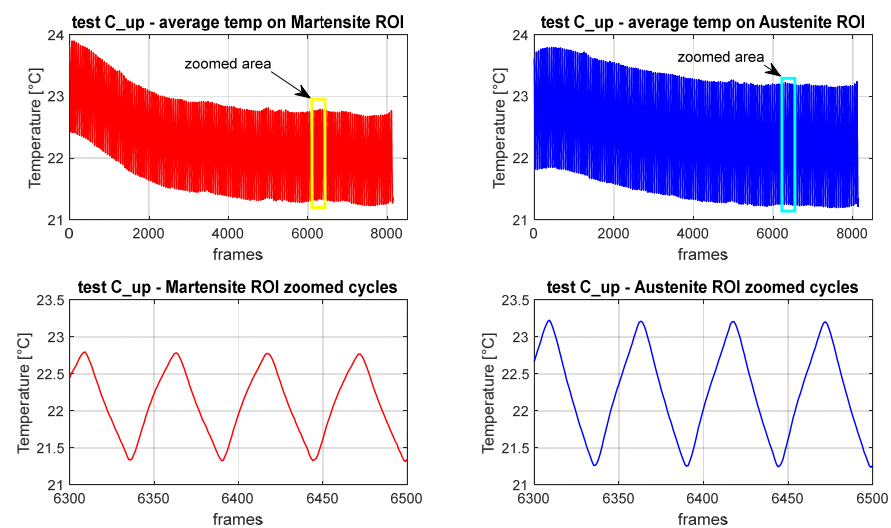 test C_up - average temp on Martensite ROI
24
23
22
21
Temperature [°C]
zoomed area
0 2000 4000 6000 8000
frames
test C_up - average temp on Austenite ROI
24
23
22
21
Temperature [°C]
zoomed area
0 2000 4000 6000 8000
frames
test C_up - Martensite ROI zoomed cycles
23.5
23
22.5
22
21.5
21
Temperature [°C]
6300 6350 6400 6450 6500
frames
test C_up - Austenite ROI zoomed cycles
23.5
23
22.5
22
21.5
21
Temperature [°C]
6300 6350 6400 6450 6500
frames